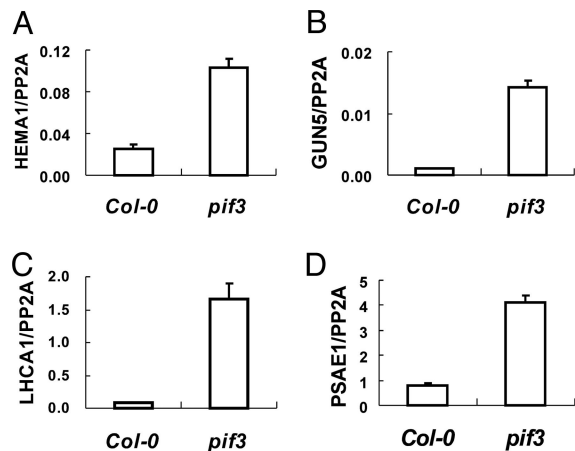 A
HEMA1/PP2A
0.12
0.08
0.04
0.00
Col-0 pif3
B
GUN5/PP2A
0.02
0.01
0.00
Col-0 pif3
C
LHCA1/PP2A
2.0
1.5
1.0
0.5
0.0
Col-0 pif3
D
PSAE1/PP2A
5
4
3
2
1
0
Col-0 pif3